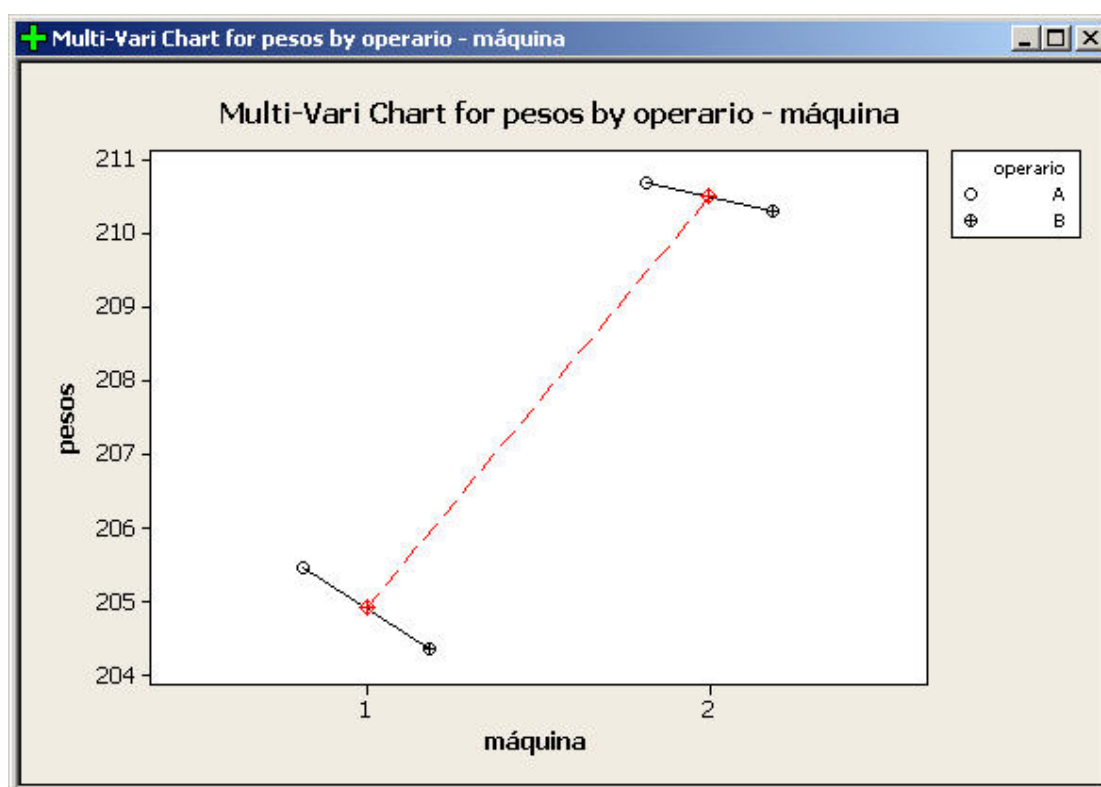 Multi-Vari Chart for pesos by operario - máquina
Multi-Vari Chart for pesos by operario - máquina
211
210
209
208
207
206
205
204
pesos
1
2
máquina
operario
A
B